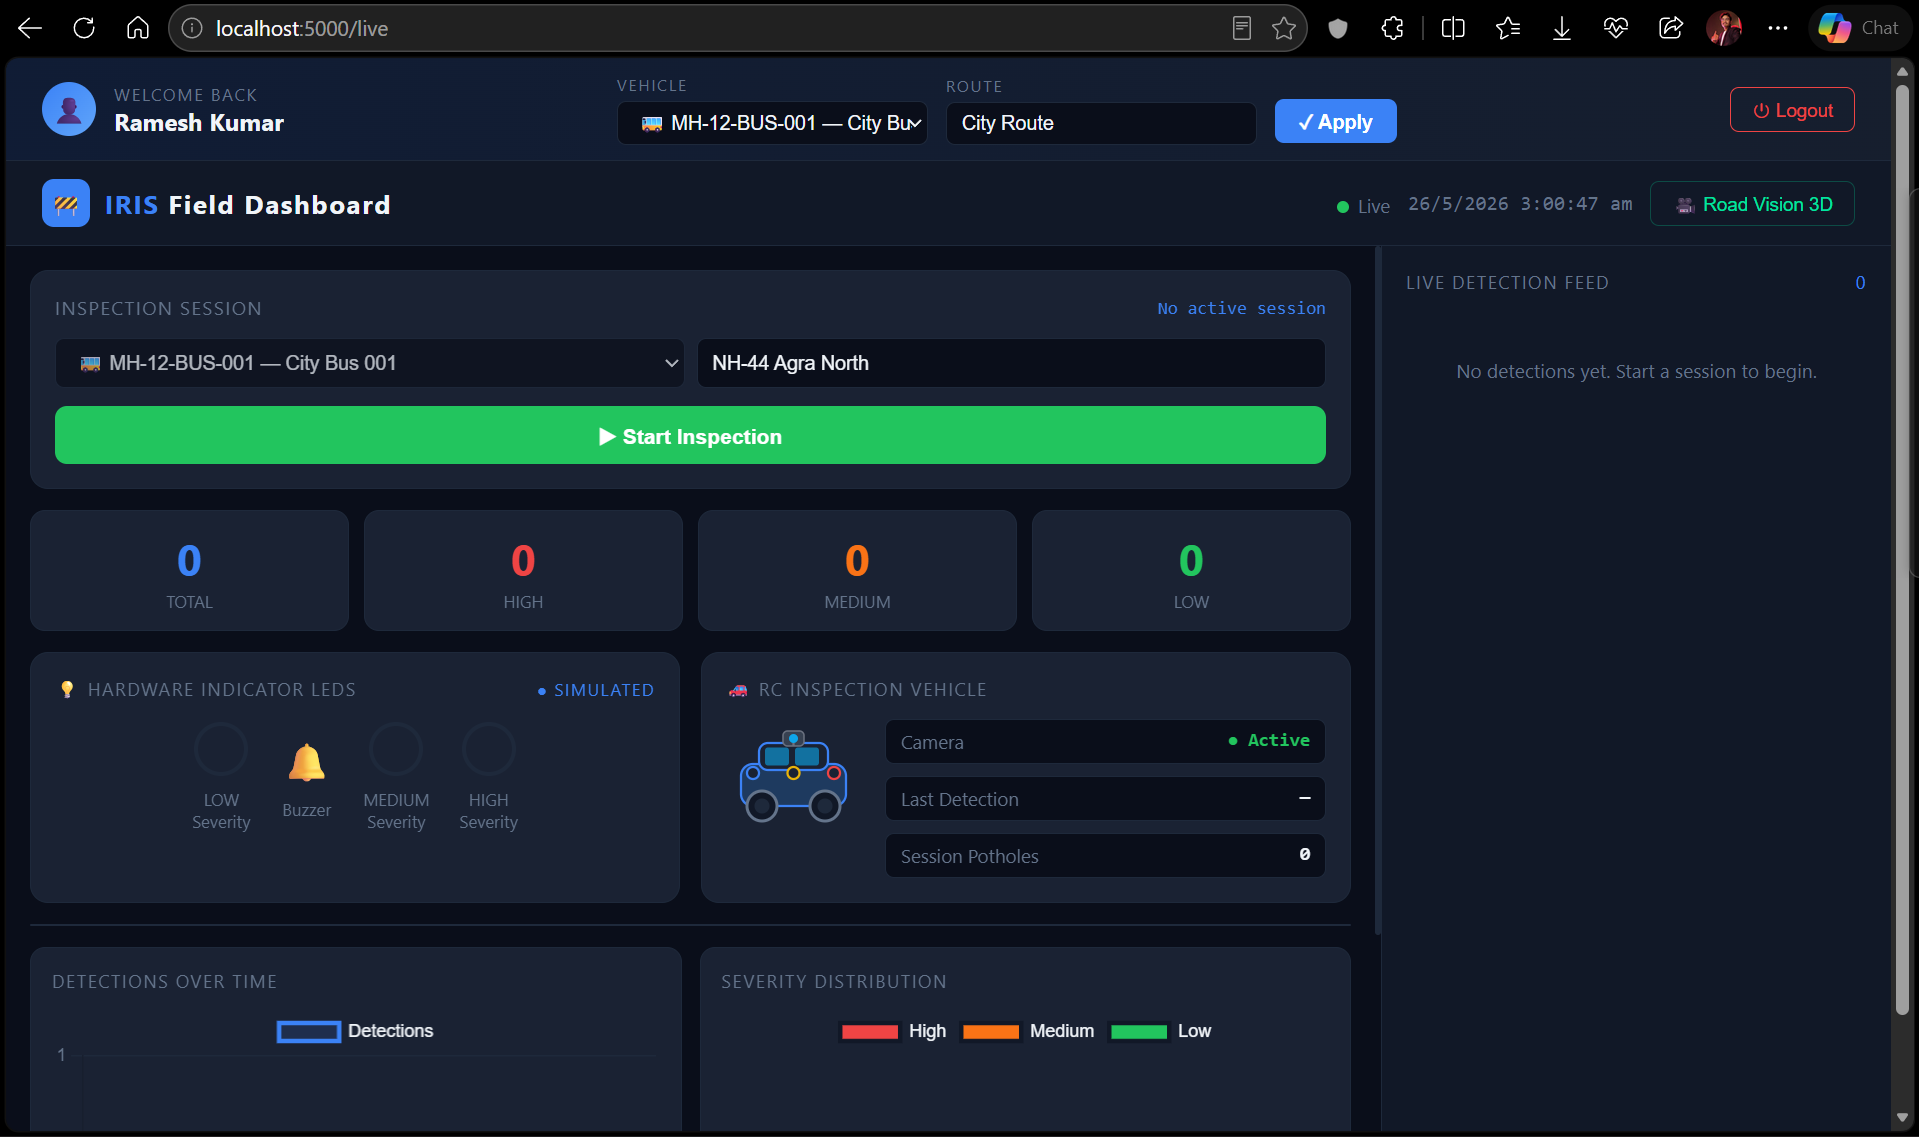 localhost:5000/live
Chat
WELCOME BACK
Ramesh Kumar
VEHICLE
MH-12-BUS-001 — City Bu
ROUTE
City Route
✓ Apply
Logout
IRIS Field Dashboard
Live
26/5/2026 3:00:47 am
Road Vision 3D
INSPECTION SESSION
No active session
MH-12-BUS-001 — City Bus 001
NH-44 Agra North
▶ Start Inspection
0
TOTAL
0
HIGH
0
MEDIUM
0
LOW
HARDWARE INDICATOR LEDS
● SIMULATED
LOW
Severity
Buzzer
MEDIUM
Severity
HIGH
Severity
RC INSPECTION VEHICLE
Camera
● Active
Last Detection
—
Session Potholes
0
DETECTIONS OVER TIME
Detections
1
SEVERITY DISTRIBUTION
High
Medium
Low
LIVE DETECTION FEED
0
No detections yet. Start a session to begin.